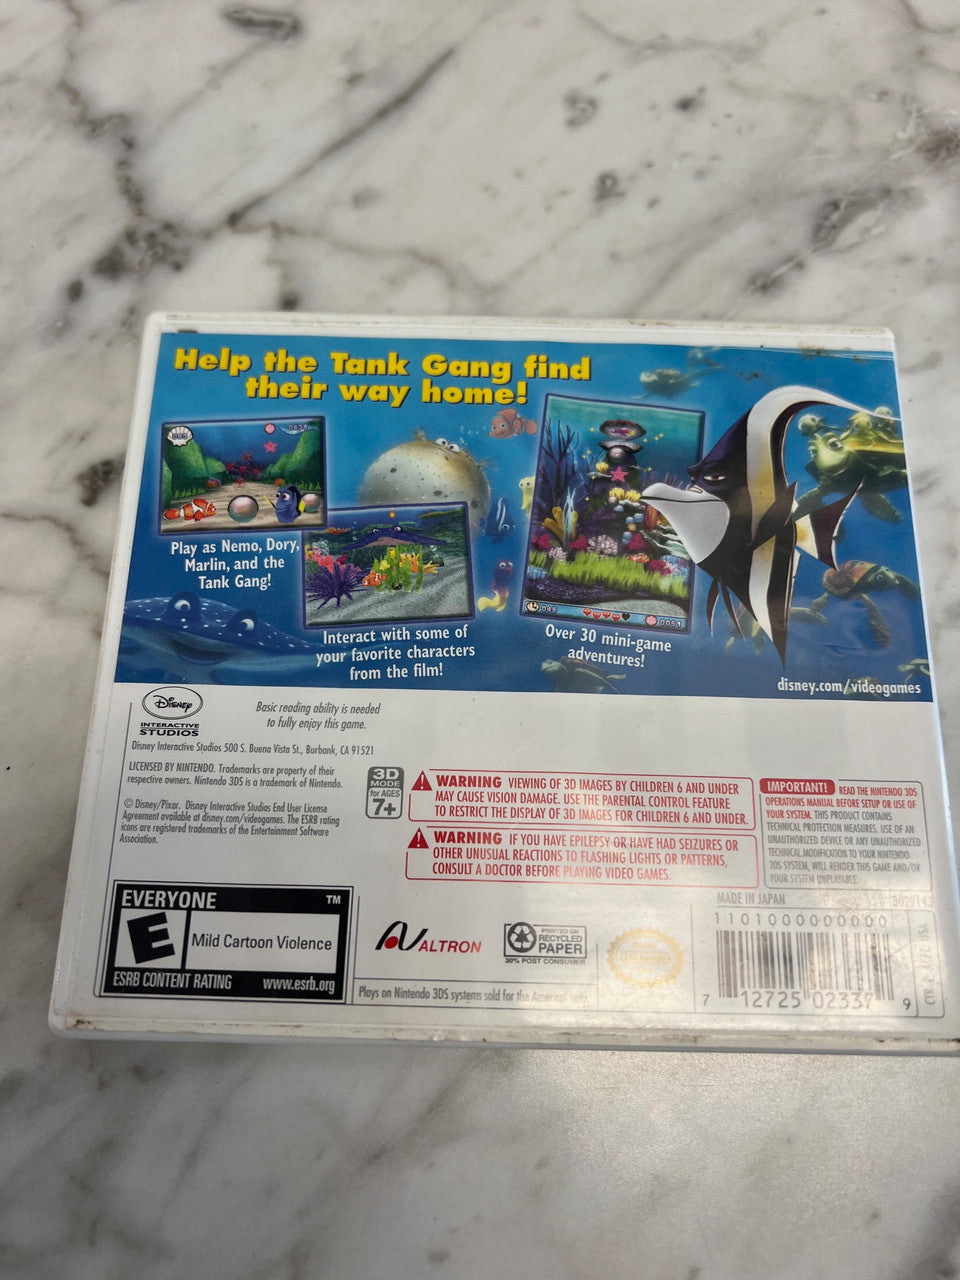 Help the Tank Gang find
their way home!
Play as Nemo, Dory,
Marlin, and the
Tank Gang!
Interact with some of
your favorite characters
from the film!
Over 30 mini-game
adventures!
disney.com/videogames
Disney
INTERACTIVE
STUDIOS
Basic reading ability is needed
to fully enjoy this game.
Disney Interactive Studios 500 S. Buena Vista St., Burbank, CA 91521
LICENSED BY NINTENDO. Trademarks are property of their
respective owners. Nintendo 3DS is a trademark of Nintendo.
© Disney/Pixar. Disney Interactive Studios End User License
Agreement available at disney.com/videogames. The ESRB rating
icons are registered trademarks of the Entertainment Software
Association.
3D
MODE
for AGES
7+
WARNING VIEWING OF 3D IMAGES BY CHILDREN 6 AND UNDER
MAY CAUSE VISION DAMAGE. USE THE PARENTAL CONTROL FEATURE
TO RESTRICT THE DISPLAY OF 3D IMAGES FOR CHILDREN 6 AND UNDER.
WARNING IF YOU HAVE EPILEPSY OR HAVE HAD SEIZURES OR
OTHER UNUSUAL REACTIONS TO FLASHING LIGHTS OR PATTERNS,
CONSULT A DOCTOR BEFORE PLAYING VIDEO GAMES.
IMPORTANT! READ THE NINTENDO 3DS
OPERATIONS MANUAL BEFORE SETUP OR USE OF
YOUR SYSTEM. THIS PRODUCT CONTAINS
TECHNICAL PROTECTION MEASURES. USE OF AN
UNAUTHORIZED DEVICE OR ANY UNAUTHORIZED
TECHNICAL MODIFICATION TO YOUR NINTENDO
3DS SYSTEM, WILL RENDER THIS GAME AND/OR
YOUR SYSTEM UNPLAYABLE.
MADE IN JAPAN
1101000000000
7 12725 02337 9
EVERYONE TM
E
Mild Cartoon Violence
ESRB CONTENT RATING www.esrb.org
ALTRON
PRINTED ON
RECYCLED
PAPER
30% POST CONSUMER
Plays on Nintendo 3DS systems sold for the Americas only.